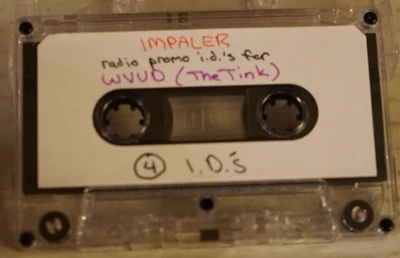 IMPALER
radio promo i.d.'s for
WVUD (The Tink)
4 I.D.'s